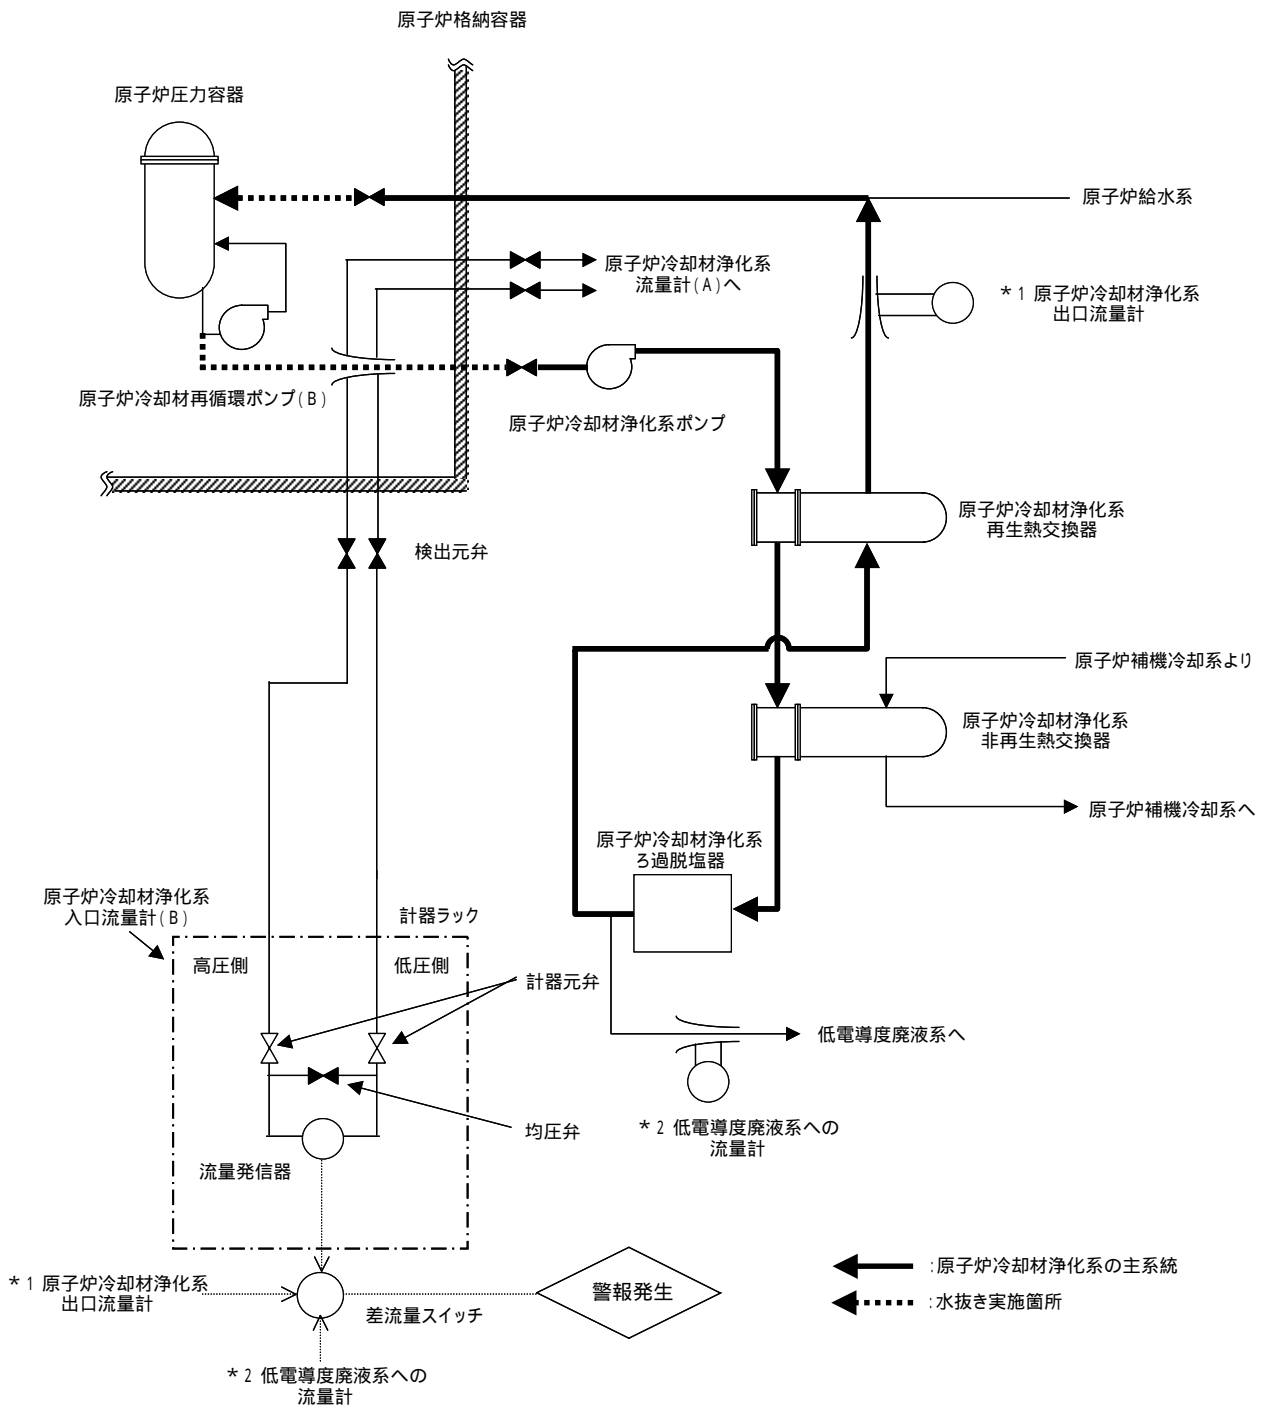 原子炉格納容器
原子炉圧力容器
原子炉給水系
原子炉冷却材浄化系
流量計(A)へ
*1 原子炉冷却材浄化系
出口流量計
原子炉冷却材再循環ポンプ(B)
原子炉冷却材浄化系ポンプ
原子炉冷却材浄化系
再生熱交換器
検出元弁
原子炉補機冷却系より
原子炉冷却材浄化系
非再生熱交換器
原子炉補機冷却系へ
原子炉冷却材浄化系
ろ過脱塩器
原子炉冷却材浄化系
入口流量計(B)
計器ラック
高圧側
低圧側
計器元弁
低電導度廃液系へ
均圧弁
*2 低電導度廃液系への
流量計
流量発信器
*1 原子炉冷却材浄化系
出口流量計
差流量スイッチ
警報発生
:原子炉冷却材浄化系の主系統
:水抜き実施箇所
*2 低電導度廃液系への
流量計